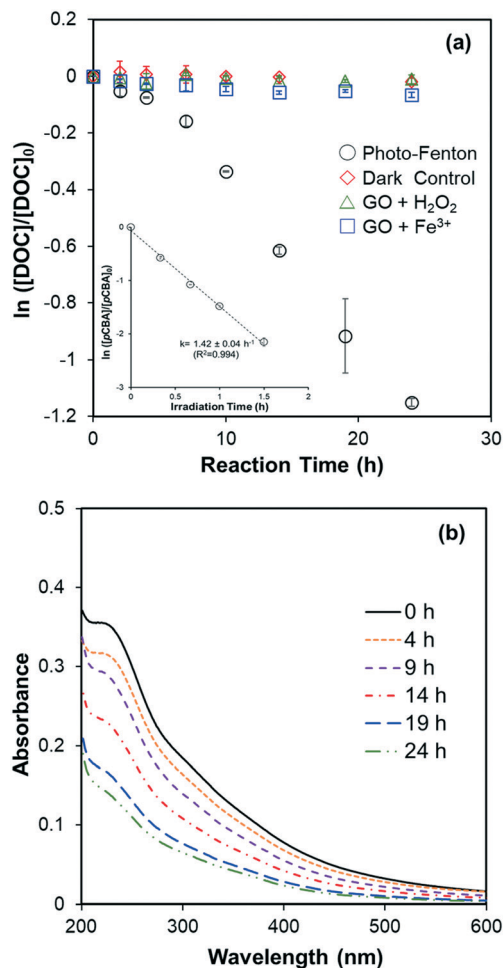 (a)
0.2
0
-0.2
-0.4
-0.6
-0.8
-1
-1.2
ln ([DOC]/[DOC]₀)
Photo-Fenton
Dark Control
GO + H₂O₂
GO + Fe³⁺
0
-1
-2
-3
ln ([pCBA]/[pCBA]₀)
k= 1.42 ± 0.04 h⁻¹
(R²=0.994)
0 0.5 1 1.5 2
Irradiation Time (h)
0 10 20 30
Reaction Time (h)
(b)
0.5
0.4
0.3
0.2
0.1
0
Absorbance
0 h
4 h
9 h
14 h
19 h
24 h
200 300 400 500 600
Wavelength (nm)